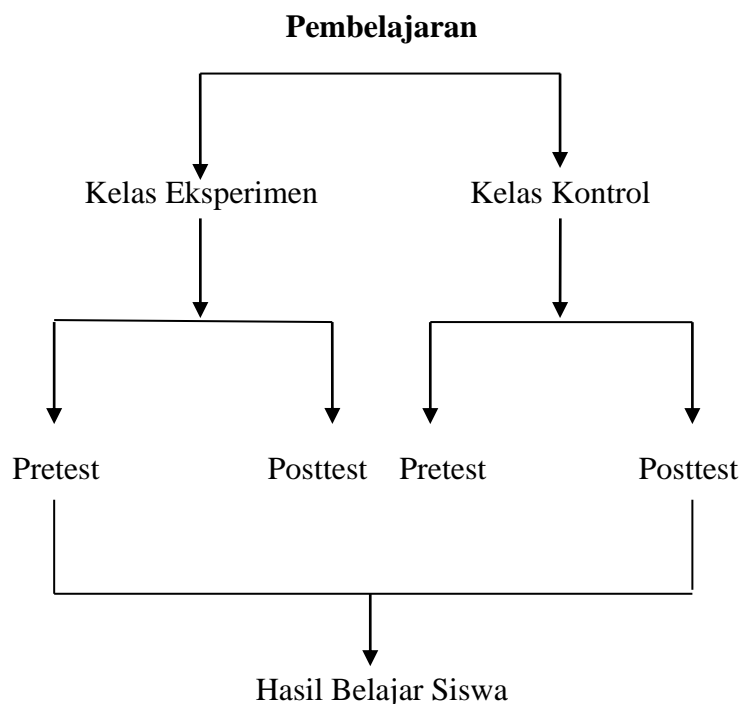 Pembelajaran
Kelas Eksperimen Kelas Kontrol
Pretest Posttest Pretest Posttest
Hasil Belajar Siswa